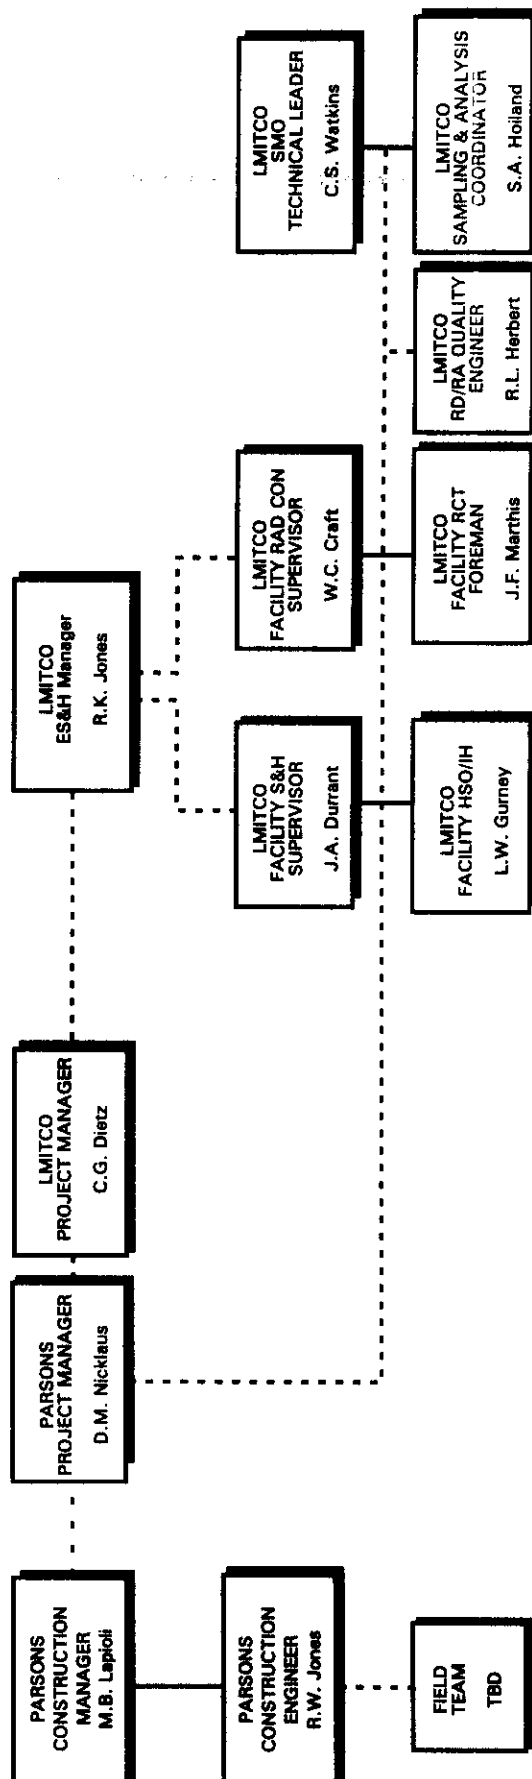 PARSONS
CONSTRUCTION
MANAGER
M.B. Lapioli
PARSONS
PROJECT MANAGER
D.M. Nicklaus
LMITCO
PROJECT MANAGER
C.G. Dietz
LMITCO
ES&H Manager
R.K. Jones
PARSONS
CONSTRUCTION
ENGINEER
R.W. Jones
LMITCO
FACILITY S&H
SUPERVISOR
J.A. Durrant
LMITCO
FACILITY RAD CON
SUPERVISOR
W.C. Craft
LMITCO
SMO
TECHNICAL LEADER
C.S. Watkins
FIELD
TEAM
TBD
LMITCO
FACILITY HSO/IH
L.W. Gurney
LMITCO
FACILITY RCT
FOREMAN
J.F. Marthis
LMITCO
RD/RA QUALITY
ENGINEER
R.L. Herbert
LMITCO
SAMPLING & ANALYSIS
COORDINATOR
S.A. Hoiland